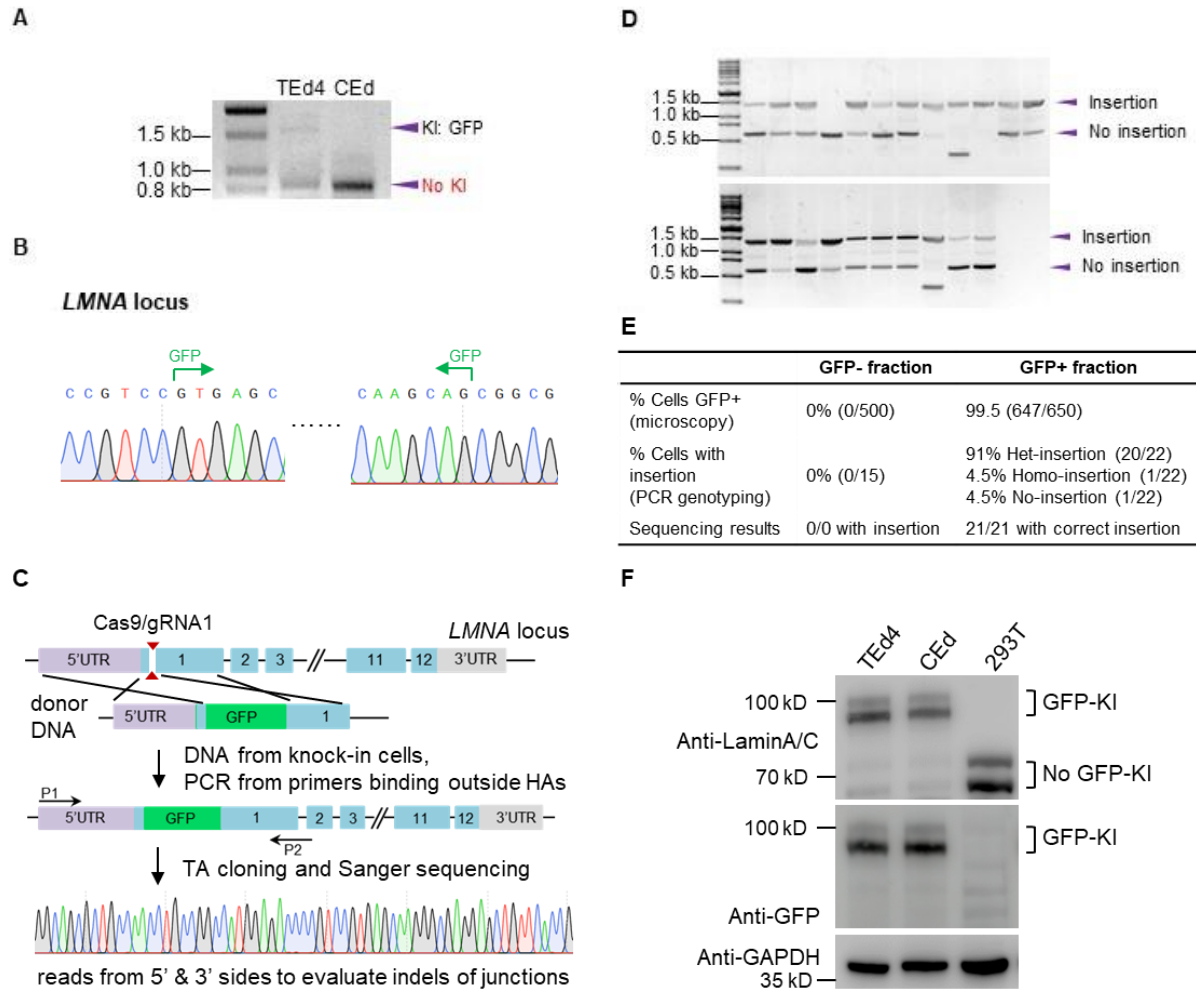 A
TEd4 CEd
1.5 kb
1.0 kb
0.8 kb
KI: GFP
No KI
B
LMNA locus
GFP
GFP
C C G T C C G T G A G C
C A A G C A G C G G C G
......
C
Cas9/gRNA1
LMNA locus
5'UTR 1 2 3 // 11 12 3'UTR
donor
DNA
5'UTR GFP 1
DNA from knock-in cells,
PCR from primers binding outside HAs
P1
5'UTR GFP 1 2 3 // 11 12 3'UTR
P2
TA cloning and Sanger sequencing
reads from 5' & 3' sides to evaluate indels of junctions
D
1.5 kb
1.0 kb
0.5 kb
Insertion
No insertion
1.5 kb
1.0 kb
0.5 kb
Insertion
No insertion
E
GFP- fraction GFP+ fraction
% Cells GFP+
(microscopy)
0% (0/500)
99.5 (647/650)
% Cells with
insertion
(PCR genotyping)
0% (0/15)
91% Het-insertion (20/22)
4.5% Homo-insertion (1/22)
4.5% No-insertion (1/22)
Sequencing results 0/0 with insertion 21/21 with correct insertion
F
TEd4 CEd 293T
100 kD
Anti-LaminA/C
70 kD
GFP-KI
No GFP-KI
100 kD
GFP-KI
Anti-GFP
Anti-GAPDH
35 kD